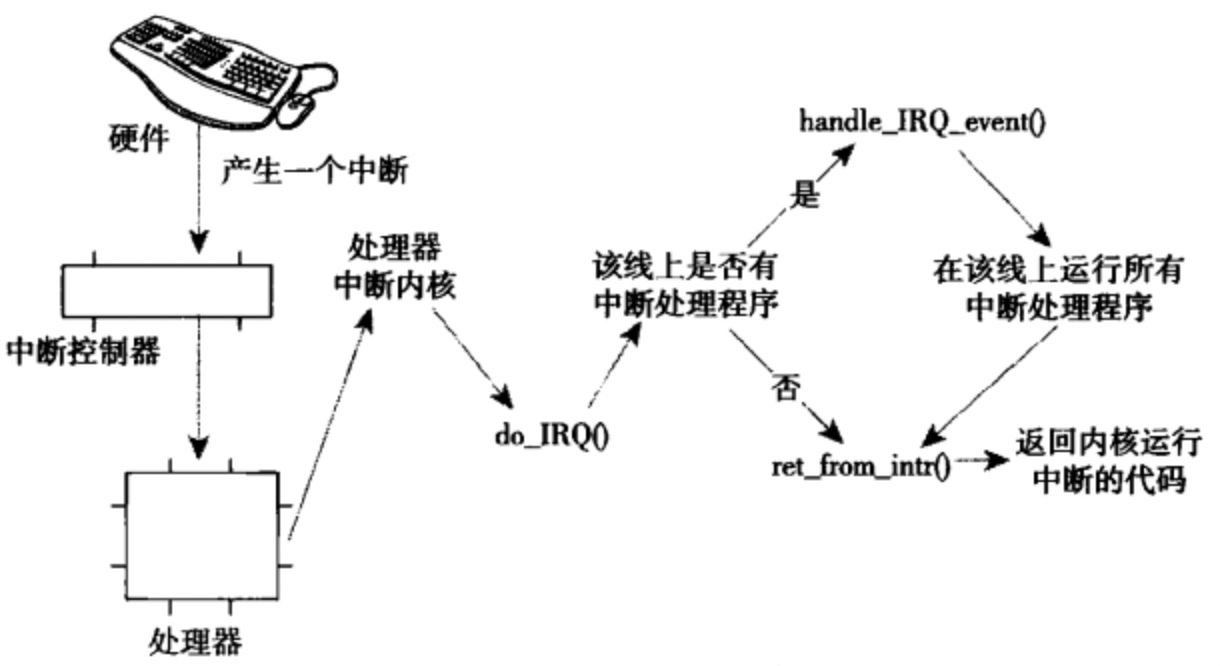 硬件
产生一个中断
中断控制器
处理器
处理器
中断内核
do_IRQ()
该线上是否有
中断处理程序
是
handle_IRQ_event()
在该线上运行所有
中断处理程序
否
ret_from_intr()
返回内核运行
中断的代码